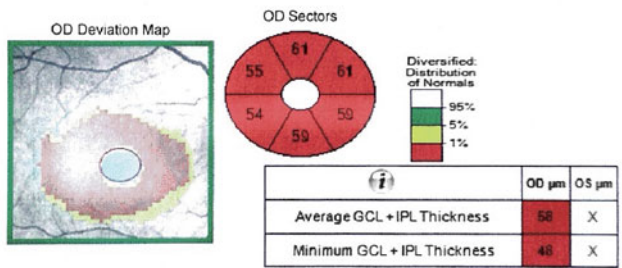 OD Deviation Map
OD Sectors
61
55
61
54
59
59
Diversified:
Distribution
of Normals
95%
5%
1%
i OD µm OS µm
Average GCL + IPL Thickness 58 X
Minimum GCL + IPL Thickness 48 X